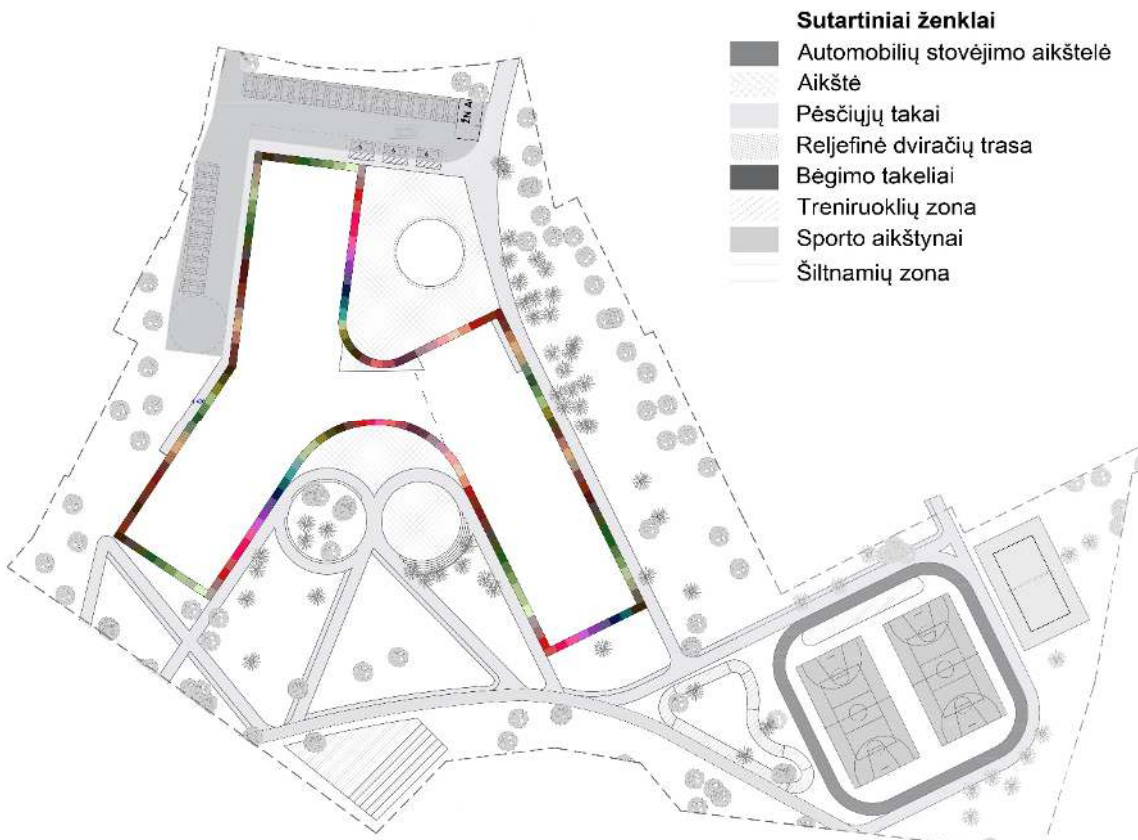 Sutartiniai ženklai
Automobilių stovėjimo aikštelė
Aikštė
Pėsčiųjų takai
Reljefinė dviračių trasa
Bėgimo takeliai
Treniruoklių zona
Sporto aikštynai
Šiltnamių zona
ŽN A